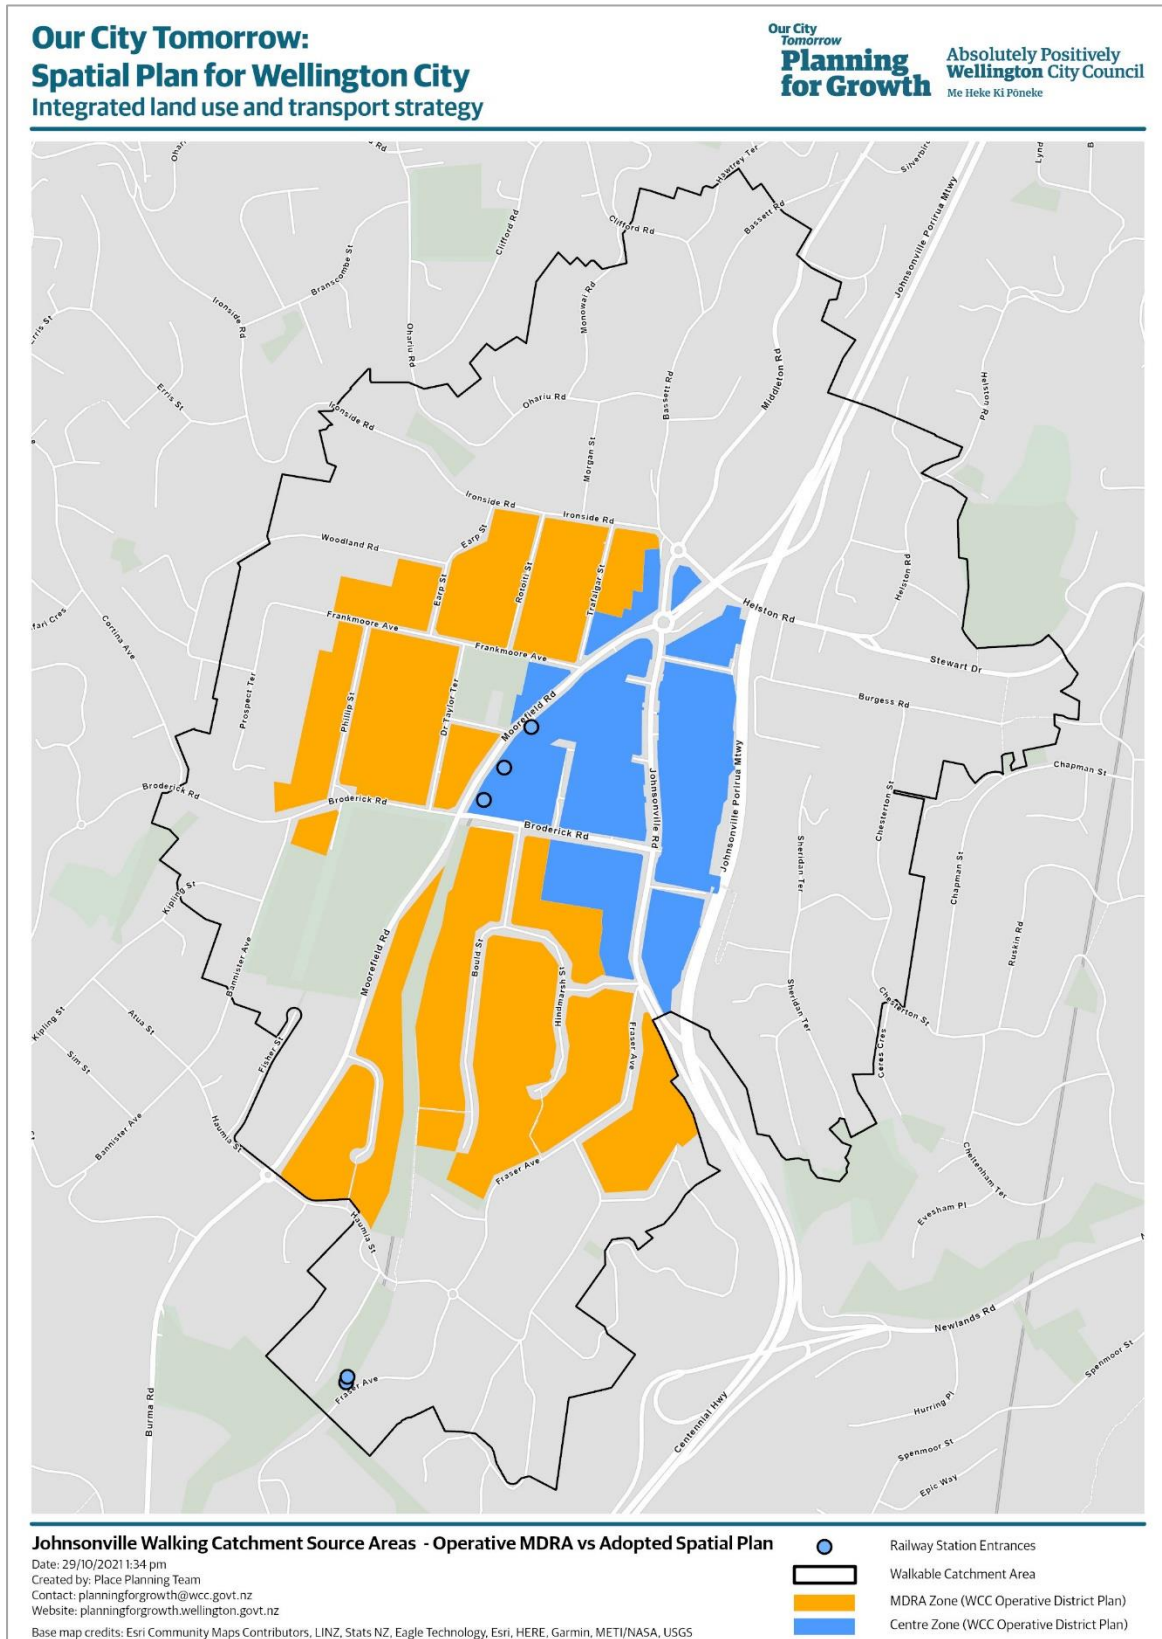 Our City Tomorrow:
Spatial Plan for Wellington City
Integrated land use and transport strategy
Our City
Tomorrow
Planning
for Growth
Absolutely Positively
Wellington City Council
Me Heke Ki Pōneke
Rd
Hawtrey Ter
Lynd
B
Clifford Rd
Clifford Rd
Bassett Rd
Johnsonville Porirua Mtwy
Branscombe St
Ironside Rd
Monowai Rd
Erris St
Ohariu Rd
Middleton Rd
Erris St
Helston Rd
Bassett Rd
Ohariu Rd
Ironside Rd
Morgan St
Ironside Rd
Ironside Rd
Earp St
Woodland Rd
Rotoiti St
Helston Rd
Earp St
Trafalgar St
Helston Rd
Frankmoore Ave
Cortina Ave
Frankmoore Ave
Stewart Dr
Prospect Ter
Phillip St
Dr Taylor Ter
Burgess Rd
Moorefield Rd
Chapman St
Broderick Rd
Broderick Rd
Johnsonville Rd
Johnsonville Porirua Mtwy
Chesterton St
Broderick Rd
Sheridan Ter
Chapman St
Kipling St
Ruskin Rd
Bannister Ave
Moorefield Rd
Bould St
Hindmarsh St
Kipling St
Atua St
Sheridan Ter
Chesterton St
Fisher St
Fraser Ave
Ceres Cres
Sim St
Bannister Ave
Haumia St
Fraser Ave
Cheltenham Ter
Evesham Pl
Haumia St
Newlands Rd
Spenmoor St
Fraser Ave
Burma Rd
Centennial Hwy
Hurring Pl
Spenmoor St
Epic Way
Johnsonville Walking Catchment Source Areas - Operative MDRA vs Adopted Spatial Plan
Date: 29/10/2021 1:34 pm
Created by: Place Planning Team
Contact: planningforgrowth@wcc.govt.nz
Website: planningforgrowth.wellington.govt.nz
Base map credits: Esri Community Maps Contributors, LINZ, Stats NZ, Eagle Technology, Esri, HERE, Garmin, METI/NASA, USGS
Railway Station Entrances
Walkable Catchment Area
MDRA Zone (WCC Operative District Plan)
Centre Zone (WCC Operative District Plan)